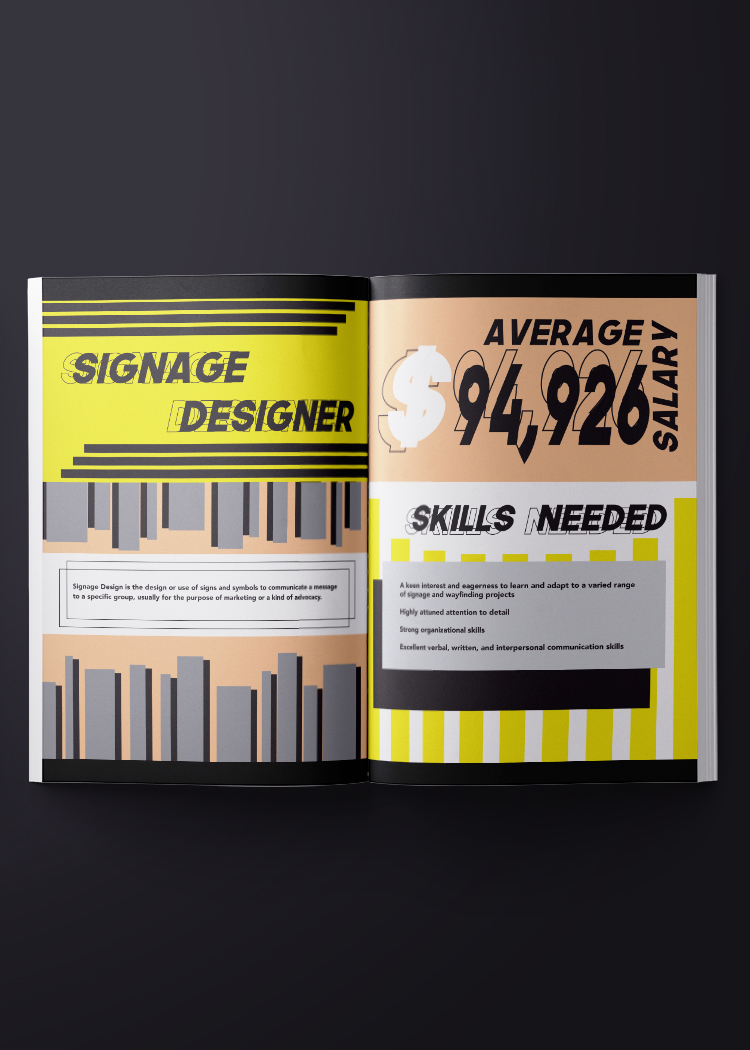 SIGNAGE
DESIGNER
Signage Design is the design or use of signs and symbols to communicate a message
to a specific group, usually for the purpose of marketing or a kind of advocacy.
AVERAGE
$94,926
SALARY
SKILLS NEEDED
A keen interest and eagerness to learn and adapt to a varied range
of signage and wayfinding projects
Highly attuned attention to detail
Strong organizational skills
Excellent verbal, written, and interpersonal communication skills